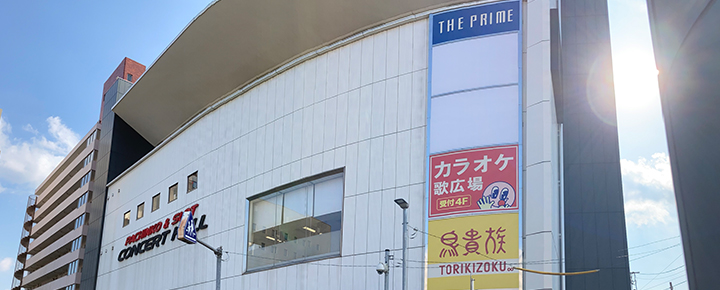 THE PRIME
カラオケ
歌広場
受付4F
鳥貴族
TORIKIZOKU
PACHINKO & SLOT
CONCERT HALL